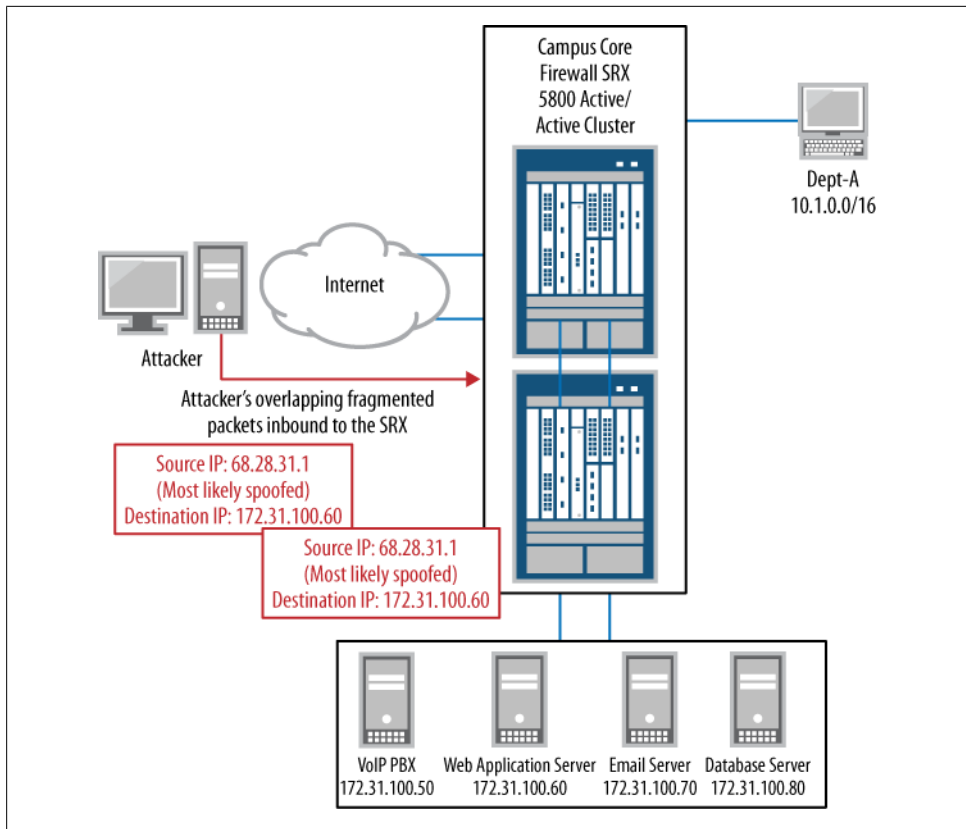 Campus Core
Firewall SRX
5800 Active/
Active Cluster
Dept-A
10.1.0.0/16
Internet
Attacker
Attacker's overlapping fragmented
packets inbound to the SRX
Source IP: 68.28.31.1
(Most likely spoofed)
Destination IP: 172.31.100.60
Source IP: 68.28.31.1
(Most likely spoofed)
Destination IP: 172.31.100.60
VoIP PBX
172.31.100.50
Web Application Server
172.31.100.60
Email Server
172.31.100.70
Database Server
172.31.100.80